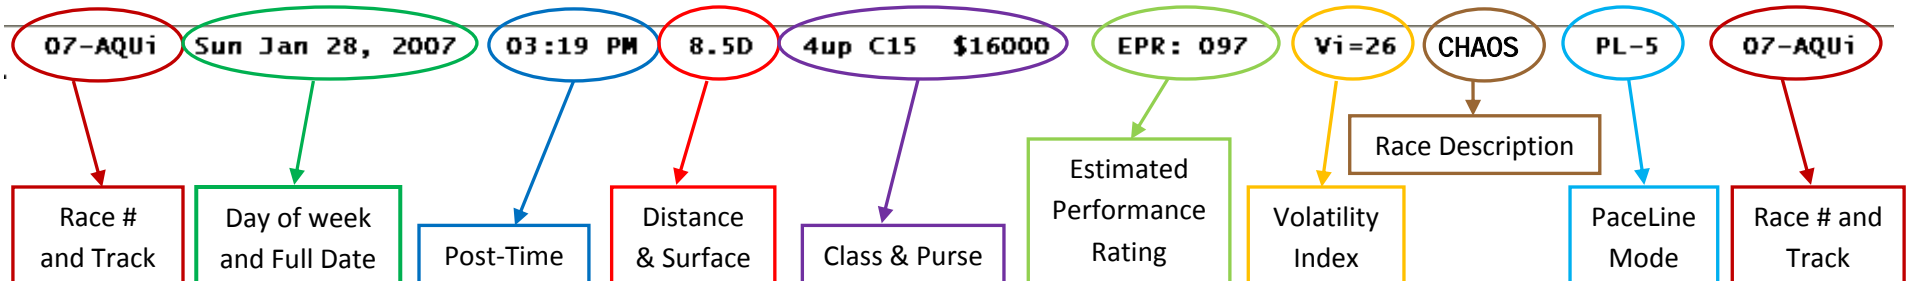 07-AQUi Sun Jan 28, 2007 03:19 PM 8.5D 4up C15 $16000 EPR: 097 Vi=26 CHAOS PL-5 07-AQUi
Race Description
Race #
and Track
Day of week
and Full Date
Post-Time
Distance
& Surface
Class & Purse
Estimated
Performance
Rating
Volatility
Index
PaceLine
Mode
Race # and
Track